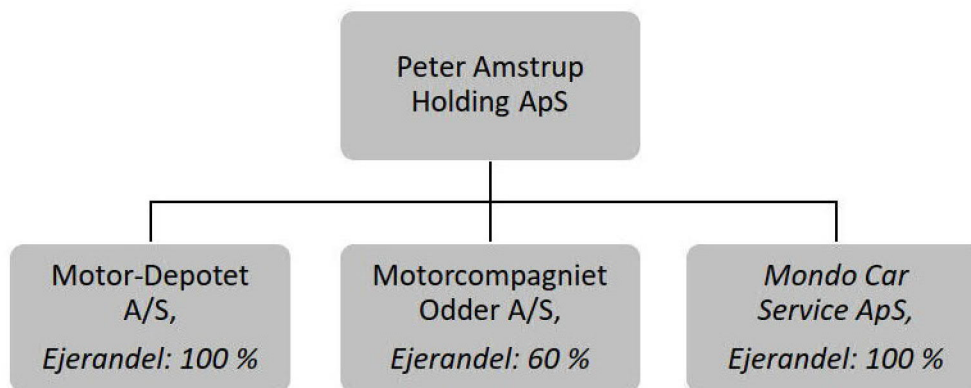 Peter Amstrup
Holding ApS
Motor-Depotet
A/S,
Ejerandel: 100 %
Motorcompagniet
Odder A/S,
Ejerandel: 60 %
Mondo Car
Service ApS,
Ejerandel: 100 %